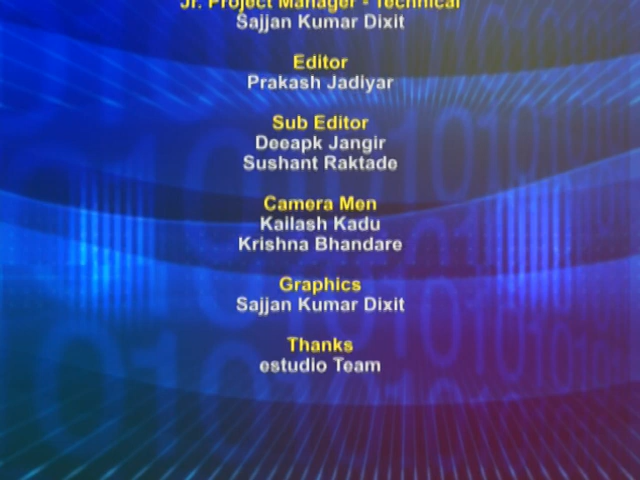 Jr. Project Manager - Technical
Sajjan Kumar Dixit
Editor
Prakash Jadiyar
Sub Editor
Deeapk Jangir
Sushant Raktade
Camera Men
Kailash Kadu
Krishna Bhandare
Graphics
Sajjan Kumar Dixit
Thanks
estudio Team